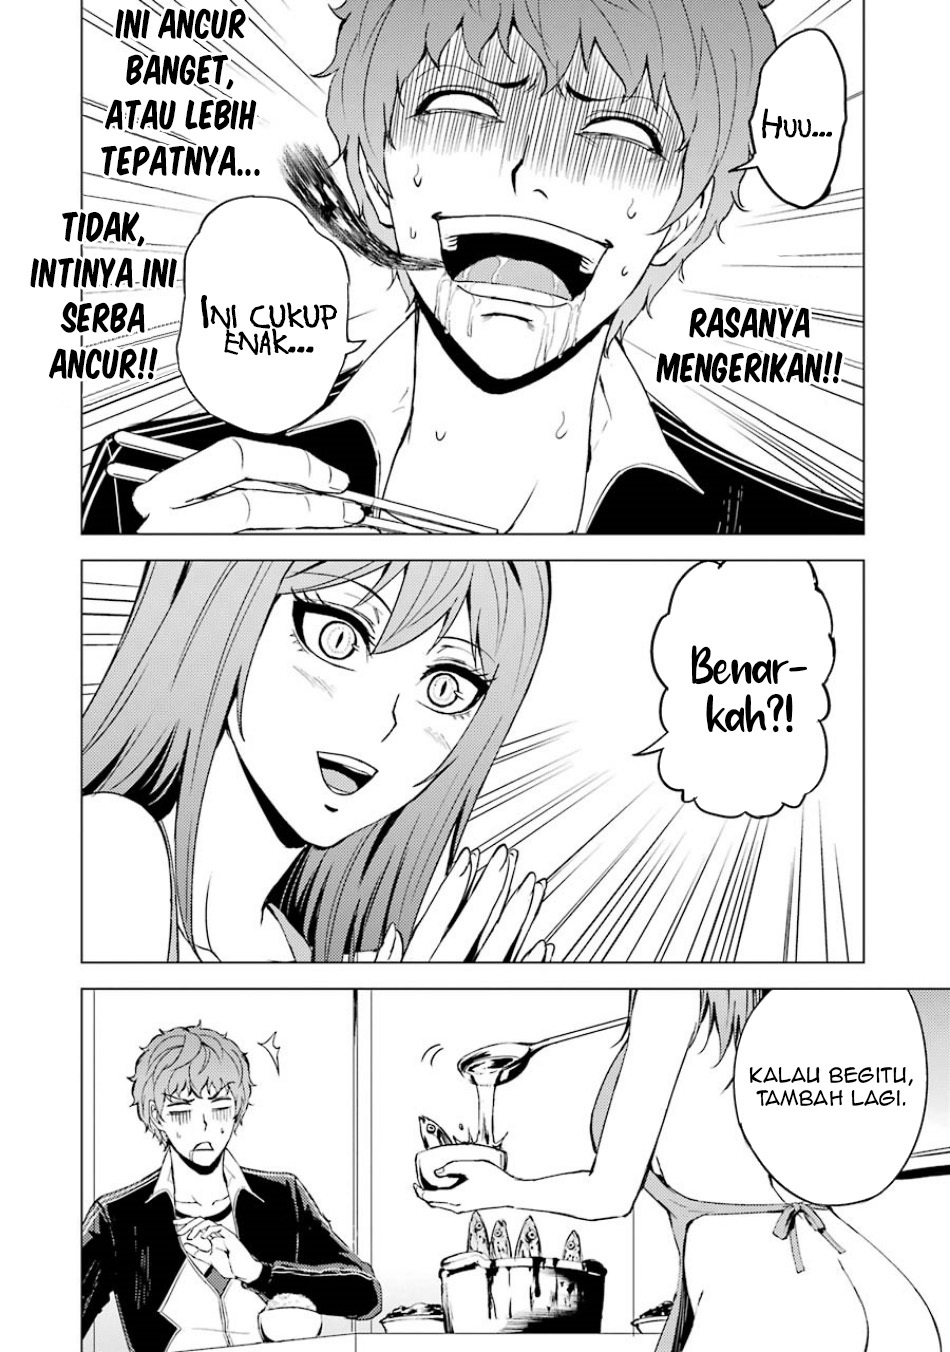 HUU...
RASANYA
MENGERIKAN!!
INI ANCUR
BANGET,
ATAU LEBIH
TEPATNYA...
TIDAK,
INTINYA INI
SERBA
ANCUR!!
INI CUKUP
ENAK...
Benar-
kah?!
KALAU BEGITU,
TAMBAH LAGI.